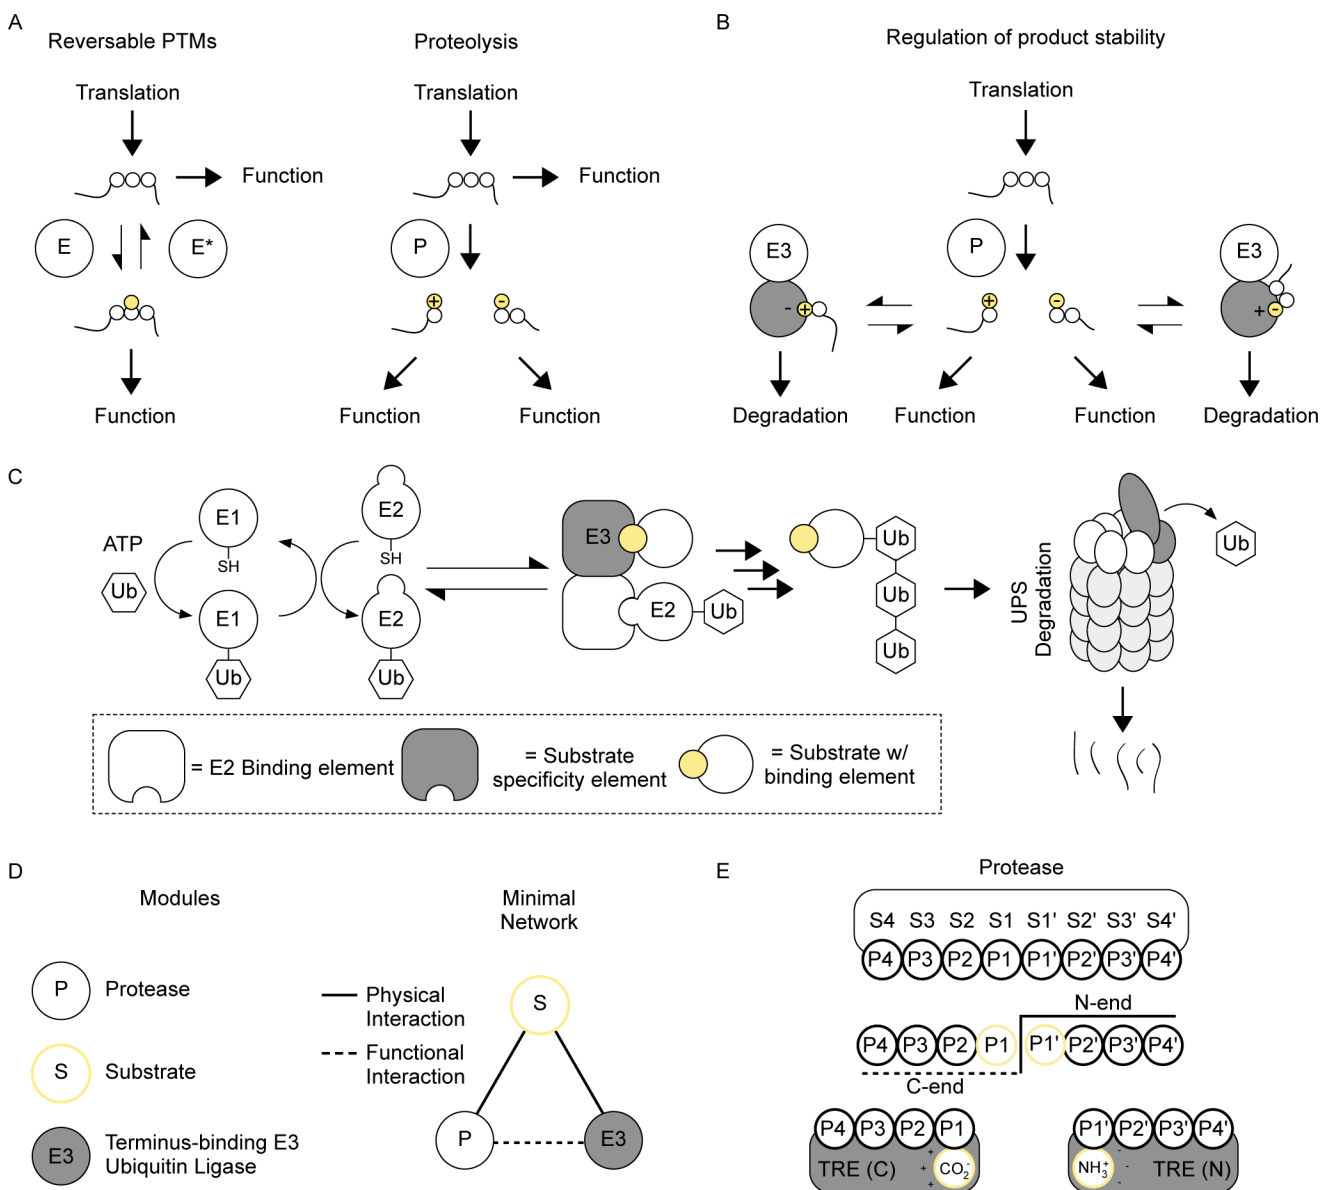 A
Reversable PTMs
Proteolysis
Translation
Translation
Function
Function
E
E*
P
+
-
Function
Function
Function
B
Regulation of product stability
Translation
E3
P
E3
- +
+
-
+ -
Degradation
Function
Function
Degradation
C
ATP
Ub
E1
SH
E1
Ub
E2
SH
E2
Ub
E3
E2
Ub
Ub
Ub
Ub
UPS
Degradation
Ub
= E2 Binding element
= Substrate
specificity element
= Substrate w/
binding element
D
Modules
Minimal
Network
P
Protease
S
Substrate
E3
Terminus-binding E3
Ubiquitin Ligase
Physical
Interaction
Functional
Interaction
S
P
E3
E
Protease
S4 S3 S2 S1 S1' S2' S3' S4'
P4 P3 P2 P1 P1' P2' P3' P4'
N-end
P4 P3 P2 P1 P1' P2' P3' P4'
C-end
P4 P3 P2 P1
TRE (C)
+
+
+
CO2-
P1' P2' P3' P4'
NH3+
-
-
-
TRE (N)